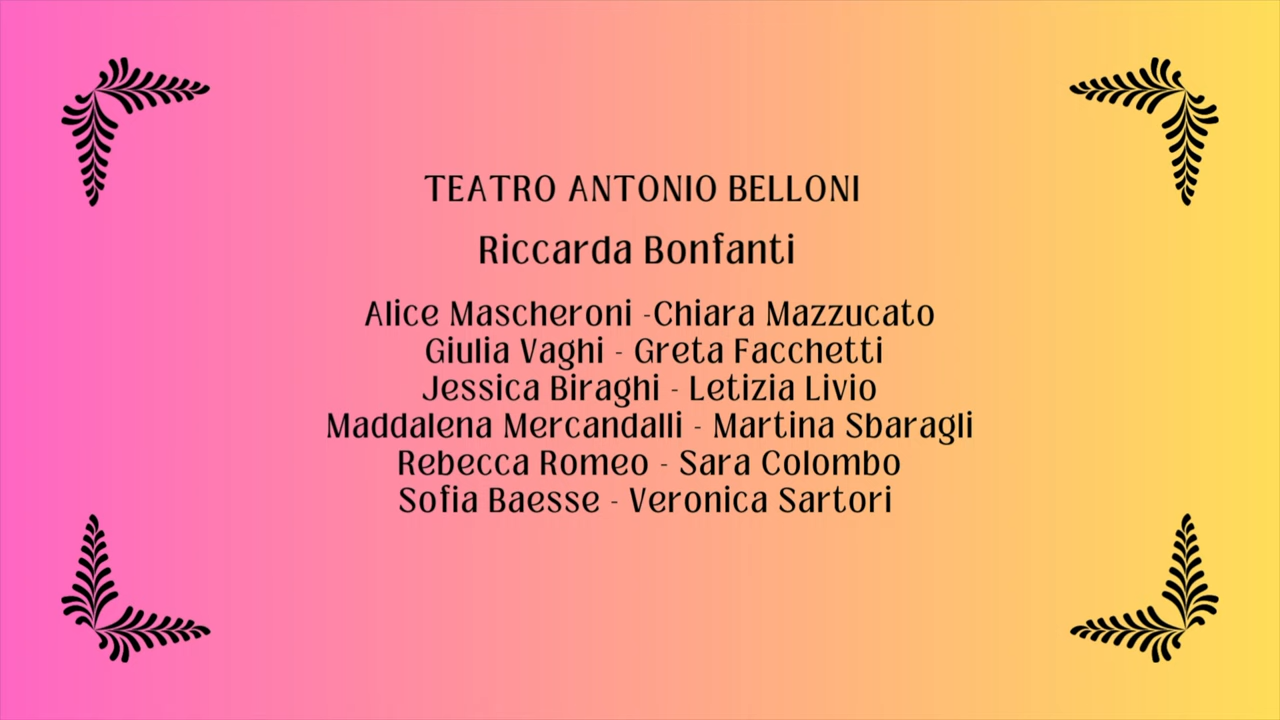 TEATRO ANTONIO BELLONI
Riccarda Bonfanti
Alice Mascheroni -Chiara Mazzucato
Giulia Vaghi - Greta Facchetti
Jessica Biraghi - Letizia Livio
Maddalena Mercandalli - Martina Sbaragli
Rebecca Romeo - Sara Colombo
Sofia Baesse - Veronica Sartori